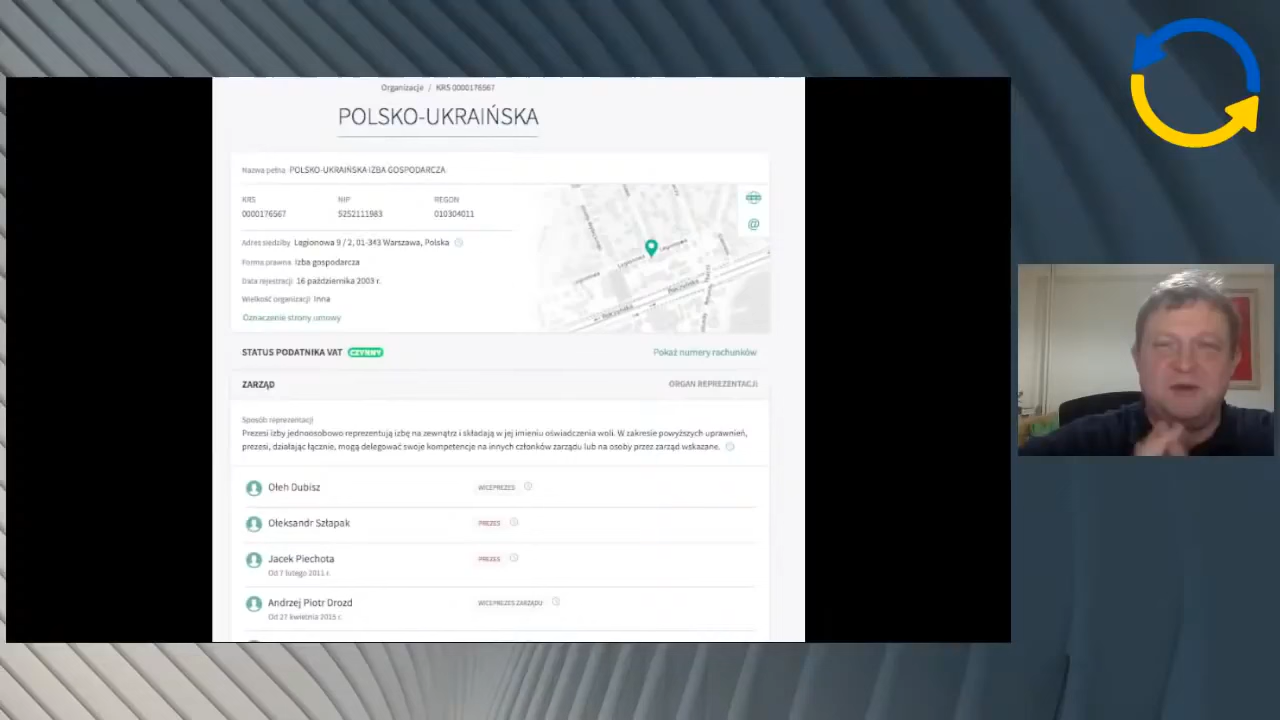 Organizacje / KRS 0000176567
POLSKO-UKRAIŃSKA
Nazwa pełna POLSKO-UKRAIŃSKA IZBA GOSPODARCZA
KRS NIP REGON
0000176567 5252111983 010304011
Adres siedziby Legionowa 9 / 2, 01-343 Warszawa, Polska
Forma prawna Izba gospodarcza
Data rejestracji 16 października 2003 r.
Wielkość organizacji Inna
Oznaczenie strony umowy
Legionowa
Legionowa
STATUS PODATNIKA VAT CZYNNY Pokaż numery rachunków
ZARZĄD ORGAN REPREZENTACJI
Sposób reprezentacji
Prezesi izby jednoosobowo reprezentują izbę na zewnątrz i składają w jej imieniu oświadczenia woli. W zakresie powyższych uprawnień,
prezesi, działając łącznie, mogą delegować swoje kompetencje na innych członków zarządu lub na osoby przez zarząd wskazane.
Ołeh Dubisz WICEPREZES
Ołeksandr Szłapak PREZES
Jacek Piechota PREZES
Od 7 lutego 2011 r.
Andrzej Piotr Drozd WICEPREZES ZARZĄDU
Od 27 kwietnia 2015 r.